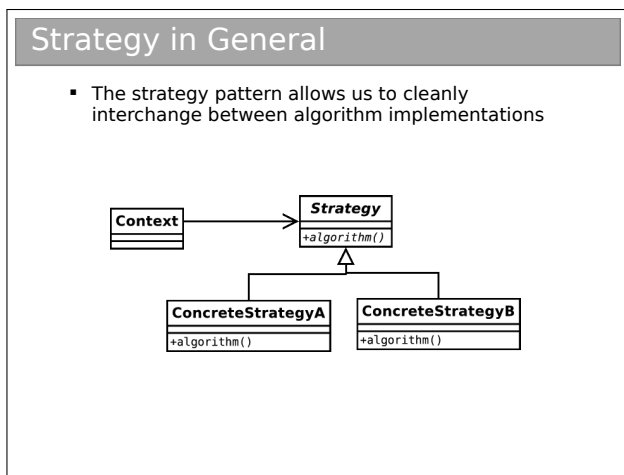 Strategy in General
▪ The strategy pattern allows us to cleanly
interchange between algorithm implementations
Strategy
Context
+algorithm()
ConcreteStrategyA
ConcreteStrategyB
+algorithm()
+algorithm()